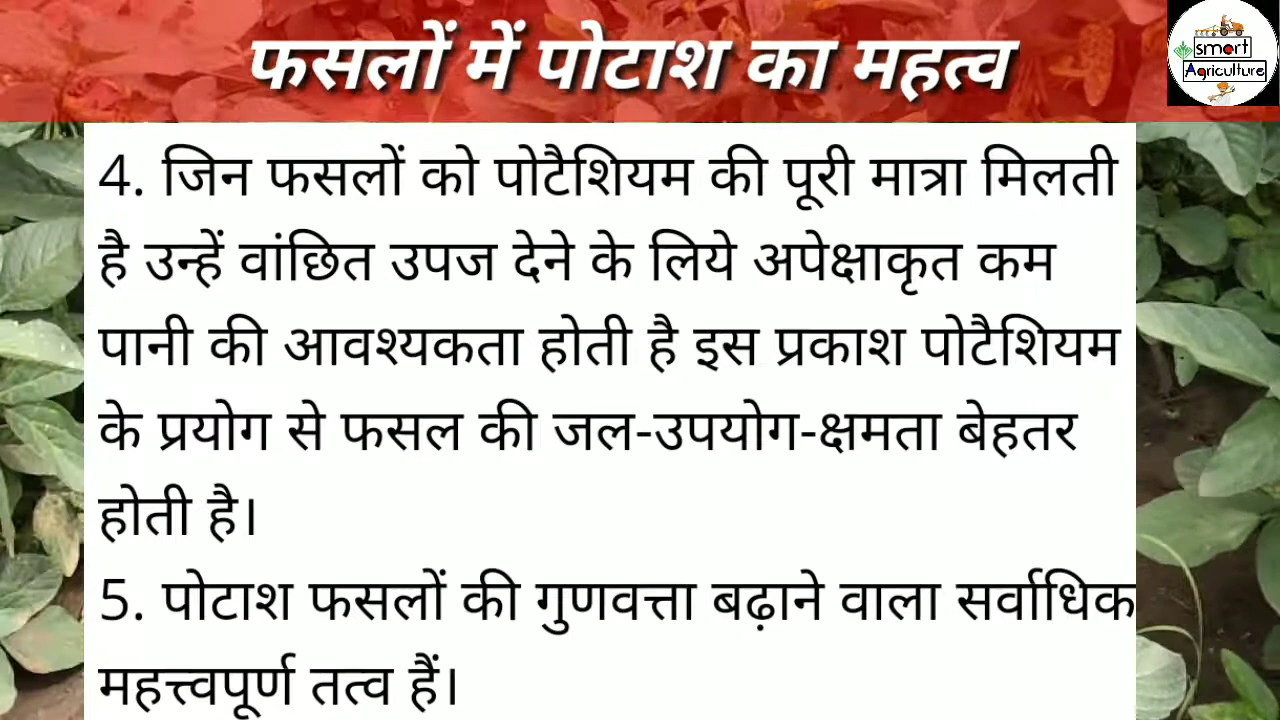 फसलों में पोटाश का महत्व
smart
Agriculture
4. जिन फसलों को पोटैशियम की पूरी मात्रा मिलती
है उन्हें वांछित उपज देने के लिये अपेक्षाकृत कम
पानी की आवश्यकता होती है इस प्रकाश पोटैशियम
के प्रयोग से फसल की जल-उपयोग-क्षमता बेहतर
होती है।
5. पोटाश फसलों की गुणवत्ता बढ़ाने वाला सर्वाधिक
महत्त्वपूर्ण तत्व हैं।